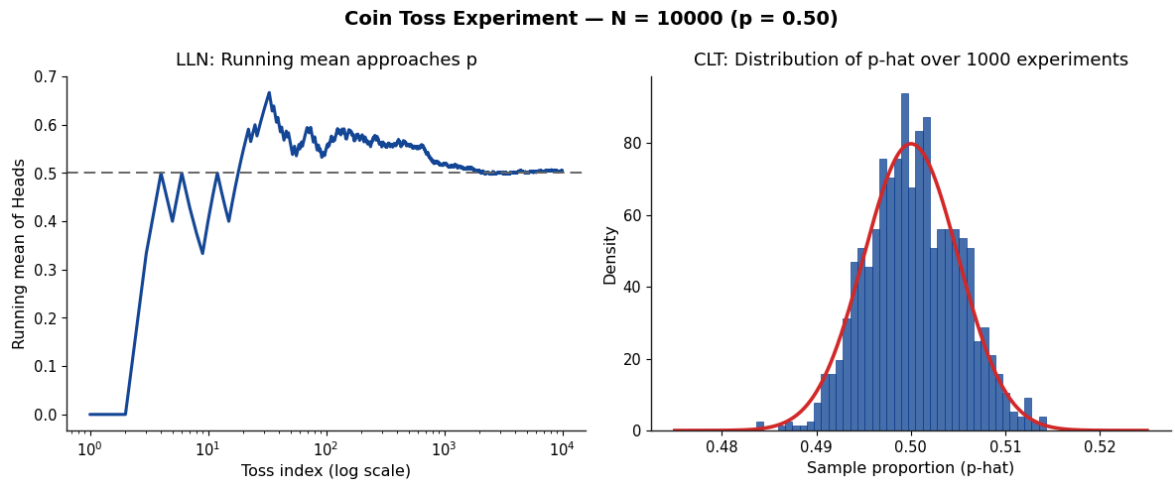 Coin Toss Experiment — N = 10000 (p = 0.50)
LLN: Running mean approaches p
Running mean of Heads
0.7
0.6
0.5
0.4
0.3
0.2
0.1
0.0
10⁰ 10¹ 10² 10³ 10⁴
Toss index (log scale)
CLT: Distribution of p-hat over 1000 experiments
Density
80
60
40
20
0
0.48 0.49 0.50 0.51 0.52
Sample proportion (p-hat)